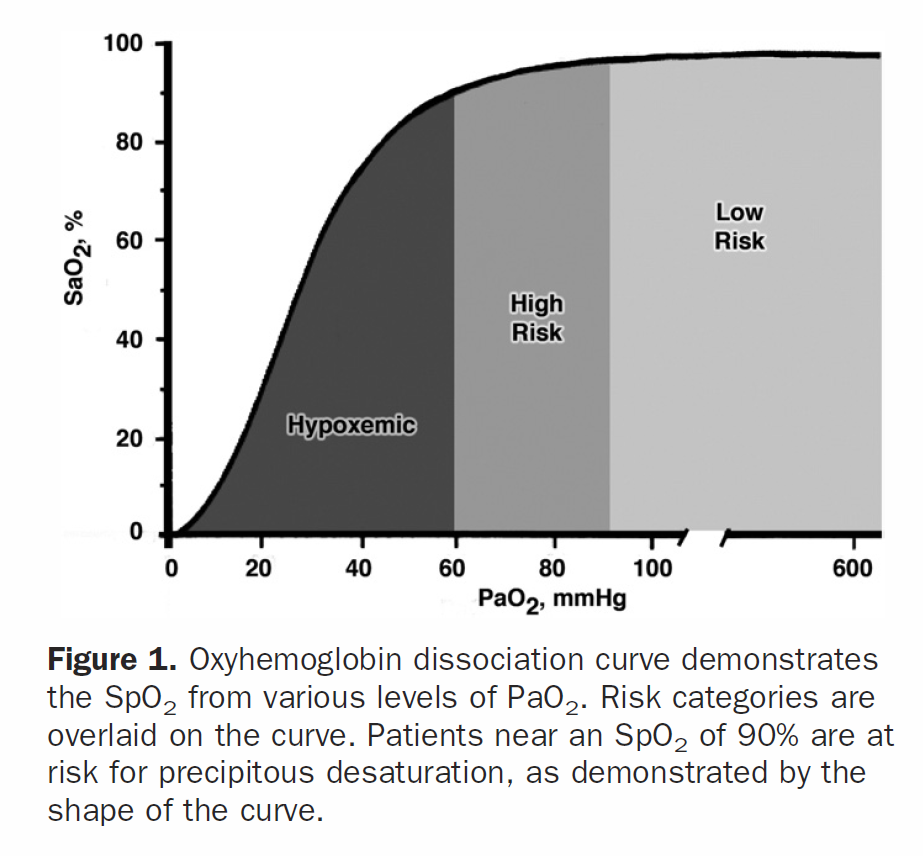 100
80
60
40
20
0
SaO₂, %
Low
Risk
High
Risk
Hypoxemic
0 20 40 60 80 100 600
PaO₂, mmHg
Figure 1. Oxyhemoglobin dissociation curve demonstrates
the SpO₂ from various levels of PaO₂. Risk categories are
overlaid on the curve. Patients near an SpO₂ of 90% are at
risk for precipitous desaturation, as demonstrated by the
shape of the curve.